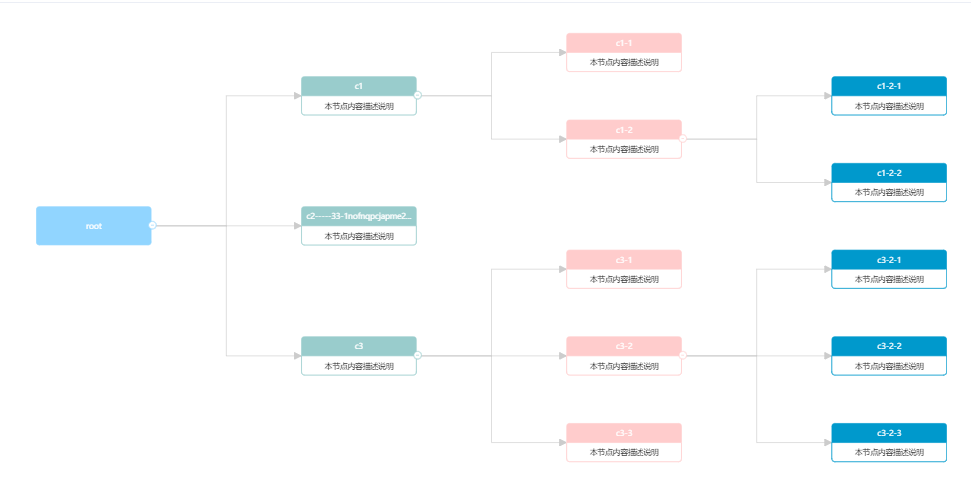 root
c1
本节点内容描述说明
c2-----33-1nofnqpcjapme2...
本节点内容描述说明
c3
本节点内容描述说明
c1-1
本节点内容描述说明
c1-2
本节点内容描述说明
c3-1
本节点内容描述说明
c3-2
本节点内容描述说明
c3-3
本节点内容描述说明
c1-2-1
本节点内容描述说明
c1-2-2
本节点内容描述说明
c3-2-1
本节点内容描述说明
c3-2-2
本节点内容描述说明
c3-2-3
本节点内容描述说明